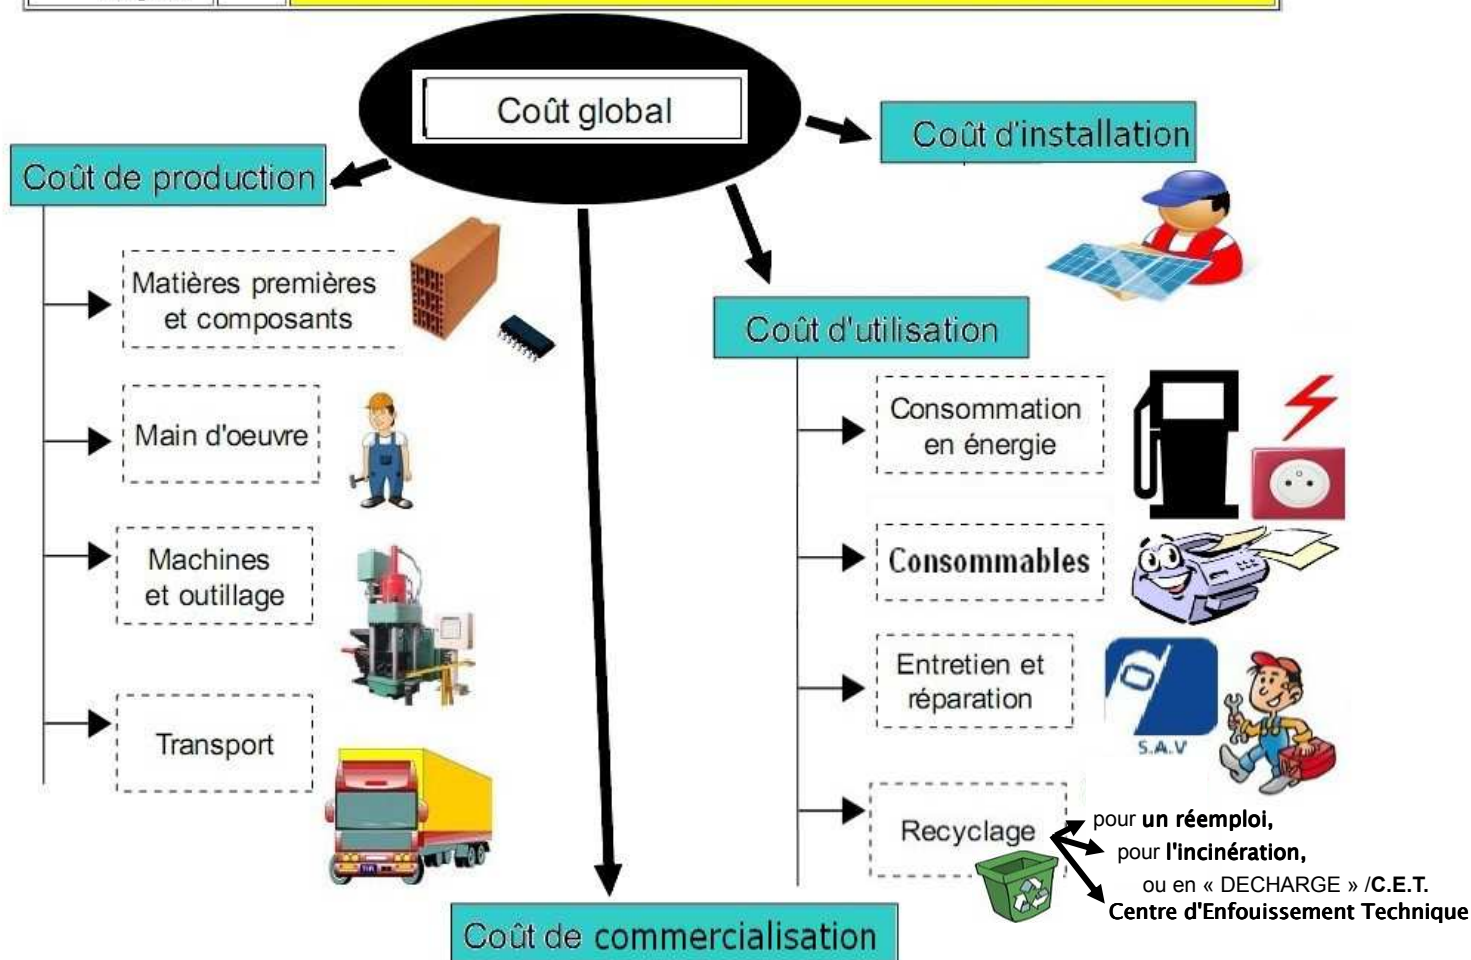 Coût global
Coût d'installation
Coût de production
Matières premières
et composants
Main d'oeuvre
Machines
et outillage
Transport
TIR
Coût d'utilisation
Consommation
en énergie
Consommables
Entretien et
réparation
S.A.V
Recyclage
pour un réemploi,
pour l'incinération,
ou en « DECHARGE » /C.E.T.
Centre d'Enfouissement Technique
Coût de commercialisation